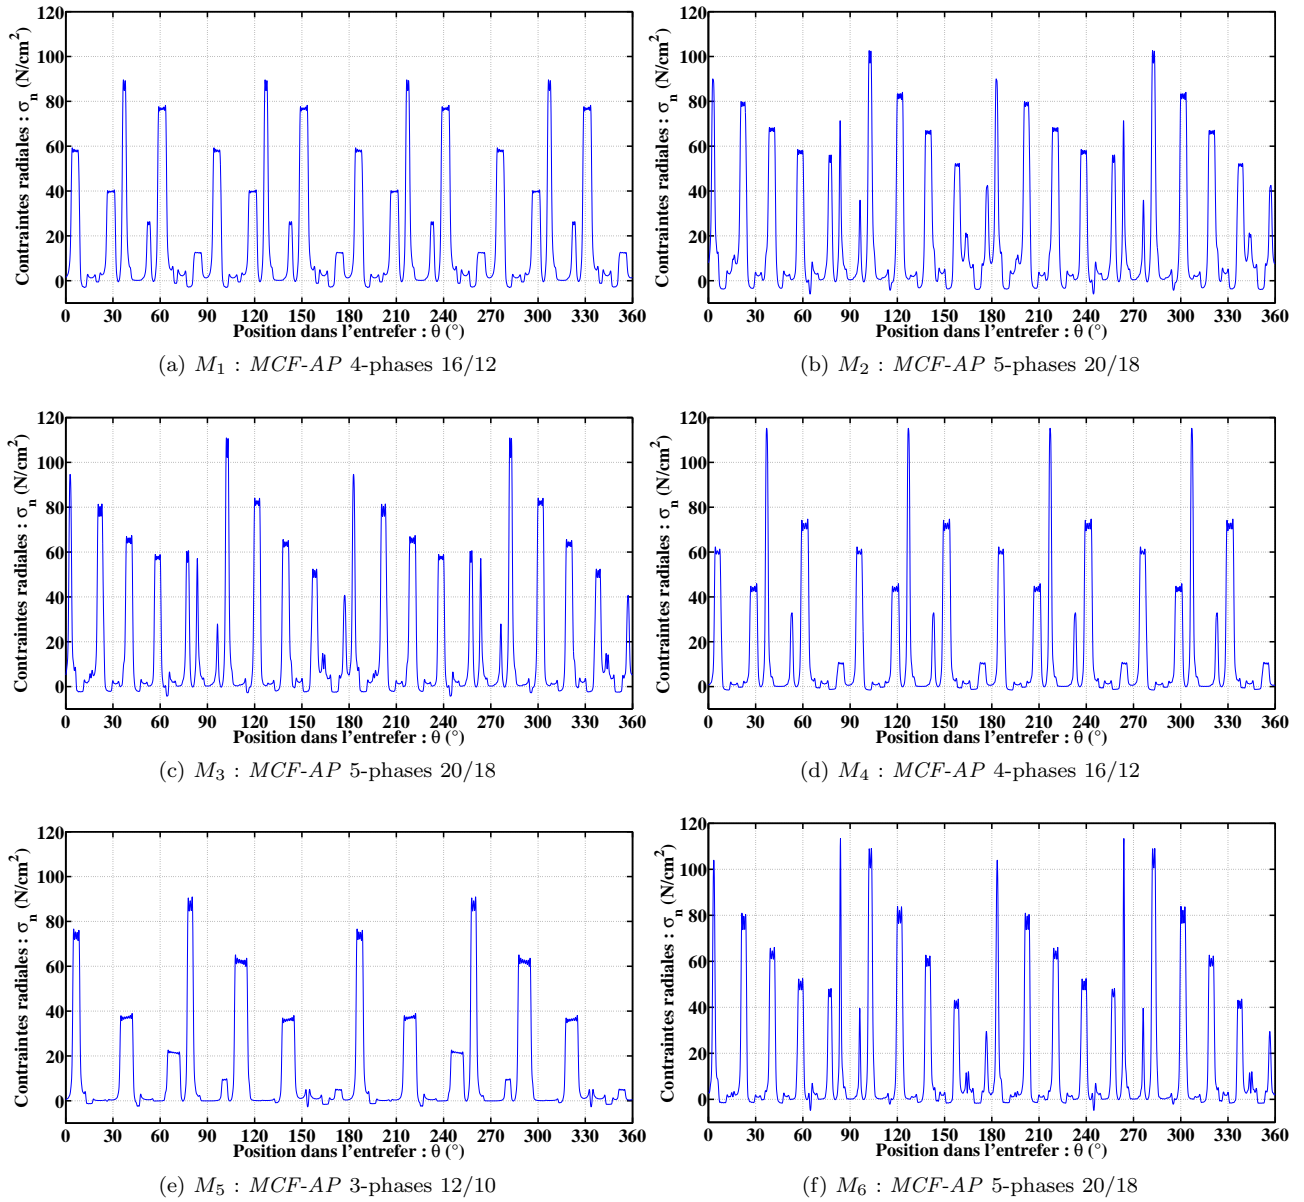 120
100
80
60
40
20
0
Contraintes radiales : σ_n (N/cm²)
0 30 60 90 120 150 180 210 240 270 300 330 360
Position dans l'entrefer : θ (°)
(a) M₁ : MCF-AP 4-phases 16/12
120
100
80
60
40
20
0
Contraintes radiales : σ_n (N/cm²)
0 30 60 90 120 150 180 210 240 270 300 330 360
Position dans l'entrefer : θ (°)
(b) M₂ : MCF-AP 5-phases 20/18
120
100
80
60
40
20
0
Contraintes radiales : σ_n (N/cm²)
0 30 60 90 120 150 180 210 240 270 300 330 360
Position dans l'entrefer : θ (°)
(c) M₃ : MCF-AP 5-phases 20/18
120
100
80
60
40
20
0
Contraintes radiales : σ_n (N/cm²)
0 30 60 90 120 150 180 210 240 270 300 330 360
Position dans l'entrefer : θ (°)
(d) M₄ : MCF-AP 4-phases 16/12
120
100
80
60
40
20
0
Contraintes radiales : σ_n (N/cm²)
0 30 60 90 120 150 180 210 240 270 300 330 360
Position dans l'entrefer : θ (°)
(e) M₅ : MCF-AP 3-phases 12/10
120
100
80
60
40
20
0
Contraintes radiales : σ_n (N/cm²)
0 30 60 90 120 150 180 210 240 270 300 330 360
Position dans l'entrefer : θ (°)
(f) M₆ : MCF-AP 5-phases 20/18